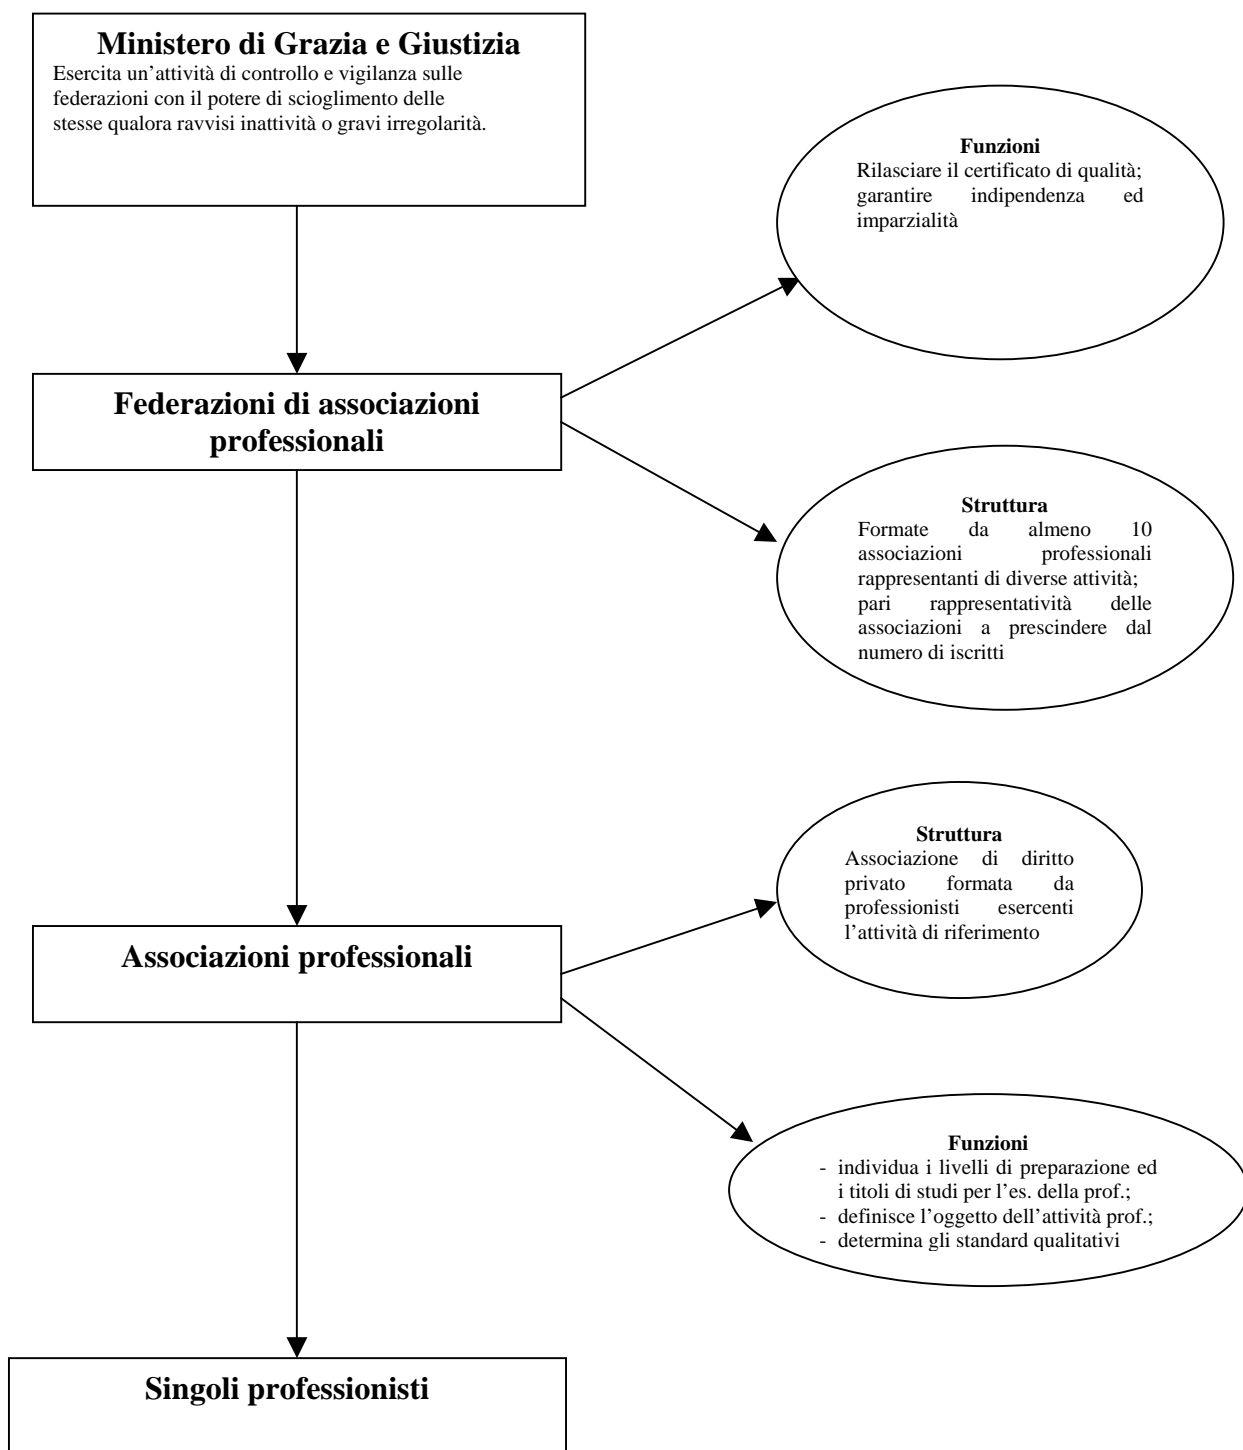 Ministero di Grazia e Giustizia
Esercita un’attività di controllo e vigilanza sulle
federazioni con il potere di scioglimento delle
stesse qualora ravvisi inattività o gravi irregolarità.
Funzioni
Rilasciare il certificato di qualità;
garantire indipendenza ed
imparzialità
Federazioni di associazioni
professionali
Struttura
Formate da almeno 10
associazioni professionali
rappresentanti di diverse attività;
pari rappresentatività delle
associazioni a prescindere dal
numero di iscritti
Struttura
Associazione di diritto
privato formata da
professionisti esercenti
l’attività di riferimento
Associazioni professionali
Funzioni
- individua i livelli di preparazione ed
i titoli di studi per l’es. della prof.;
- definisce l’oggetto dell’attività prof.;
- determina gli standard qualitativi
Singoli professionisti